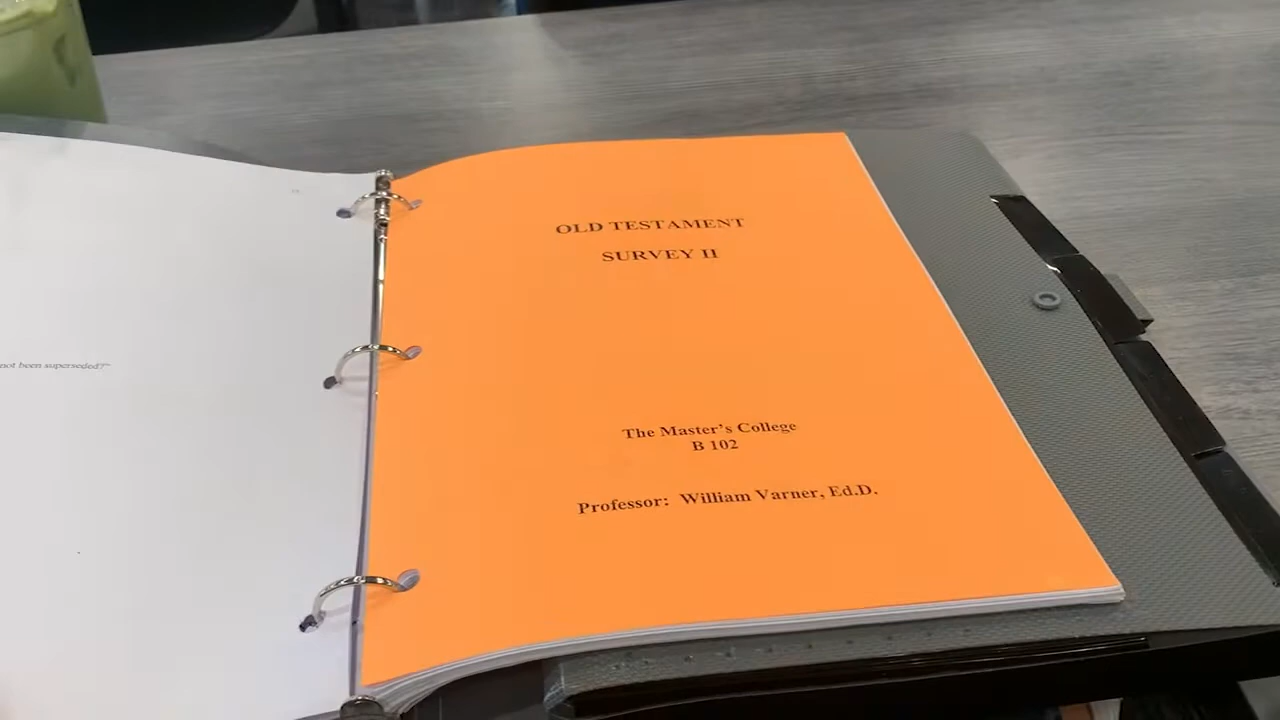 not been superseded?"
OLD TESTAMENT
SURVEY II
The Master's College
B 102
Professor: William Varner, Ed.D.